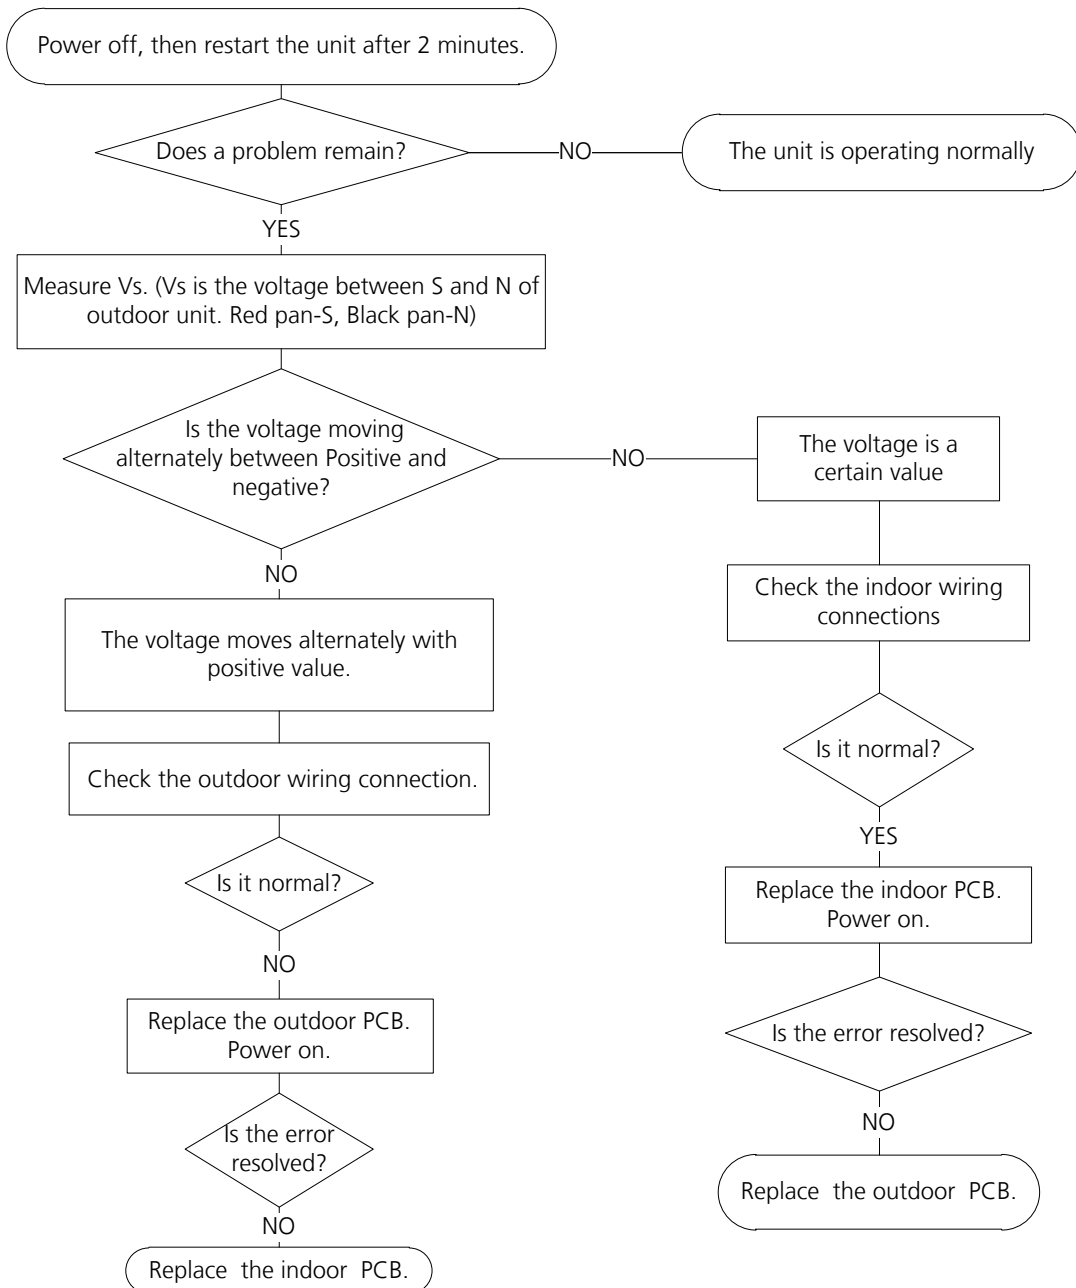 Power off, then restart the unit after 2 minutes.
Does a problem remain?
NO
The unit is operating normally
YES
Measure Vs. (Vs is the voltage between S and N of
outdoor unit. Red pan-S, Black pan-N)
Is the voltage moving
alternately between Positive and
negative?
NO
The voltage is a
certain value
NO
The voltage moves alternately with
positive value.
Check the outdoor wiring connection.
Is it normal?
NO
Replace the outdoor PCB.
Power on.
Is the error
resolved?
NO
Replace the indoor PCB.
Check the indoor wiring
connections
Is it normal?
YES
Replace the indoor PCB.
Power on.
Is the error resolved?
NO
Replace the outdoor PCB.